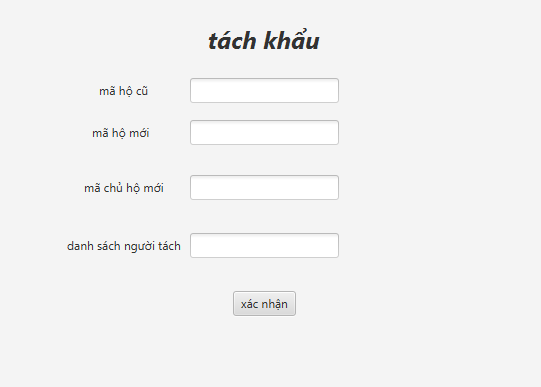 tách khẩu
mã hộ cũ
mã hộ mới
mã chủ hộ mới
danh sách người tách
xác nhận